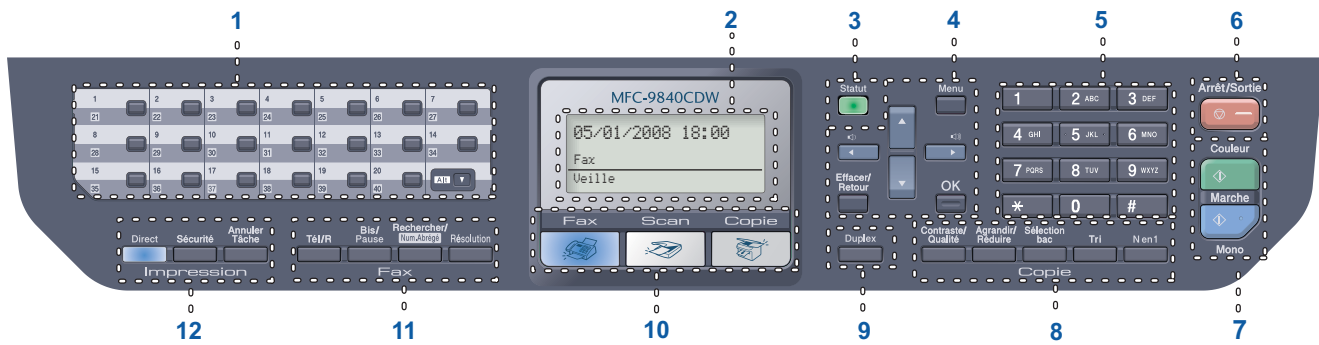 1 2 3 4 5 6
1 2 3 4 5 6 7
21 22 23 24 25 26 27
8 9 10 11 12 13 14
28 29 30 31 32 33 34
15 16 17 18 19 20
35 36 37 38 39 40
A|t
MFC-9840CDW
05/01/2008 18:00
Fax
Veille
Fax Scan Copie
Statut
Menu
Effacer/
Retour
OK
Duplex
1 2 ABC 3 DEF
4 GHI 5 JKL 6 MNO
7 PQRS 8 TUV 9 WXYZ
* 0 #
Arrêt/Sortie
Couleur
Marche
Mono
Direct Sécurité Annuler Tâche
Impression
Tél/R Bis/ Pause Rechercher/ Num.Abrégé Résolution
Fax
Contraste/ Qualité Agrandir/ Réduire Sélection bac Tri N en 1
Copie
12 11 10 9 8 7